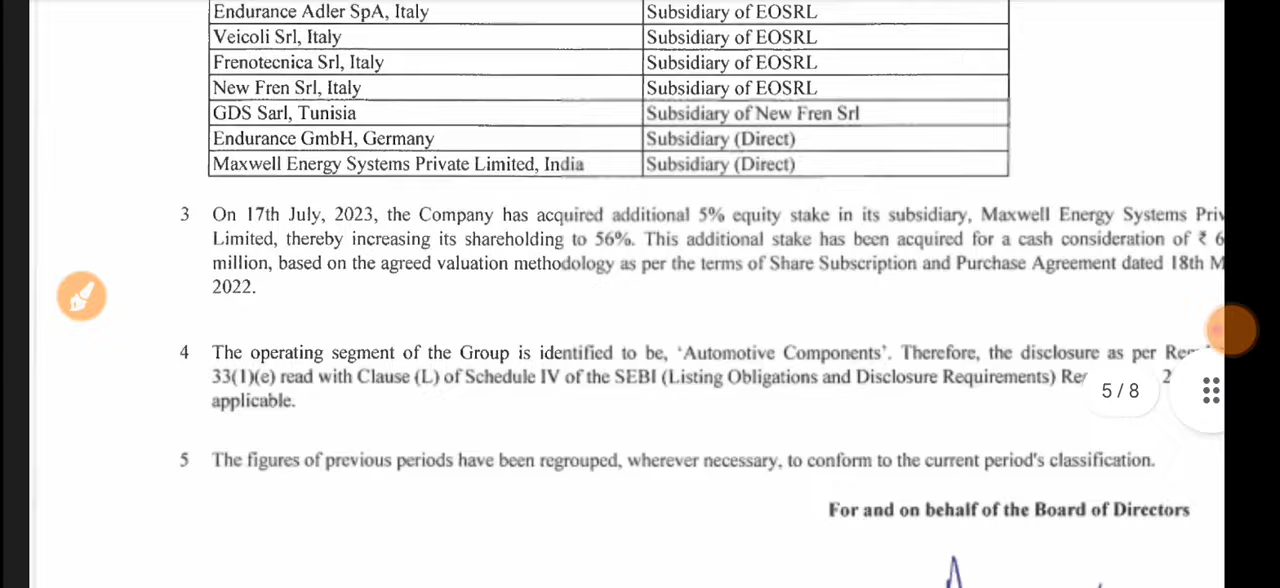 Endurance Adler SpA, Italy Subsidiary of EOSRL
Veicoli Srl, Italy Subsidiary of EOSRL
Frenotecnica Srl, Italy Subsidiary of EOSRL
New Fren Srl, Italy Subsidiary of EOSRL
GDS Sarl, Tunisia Subsidiary of New Fren Srl
Endurance GmbH, Germany Subsidiary (Direct)
Maxwell Energy Systems Private Limited, India Subsidiary (Direct)
3 On 17th July, 2023, the Company has acquired additional 5% equity stake in its subsidiary, Maxwell Energy Systems
Limited, thereby increasing its shareholding to 56%. This additional stake has been acquired for a cash consideration of ₹ 6
million, based on the agreed valuation methodology as per the terms of Share Subscription and Purchase Agreement dated 18th
2022.
4 The operating segment of the Group is identified to be, 'Automotive Components'. Therefore, the disclosure as per
33(1)(e) read with Clause (L) of Schedule IV of the SEBI (Listing Obligations and Disclosure Requirements) 2
applicable.
5 / 8
5 The figures of previous periods have been regrouped, wherever necessary, to conform to the current period's classification.
For and on behalf of the Board of Directors